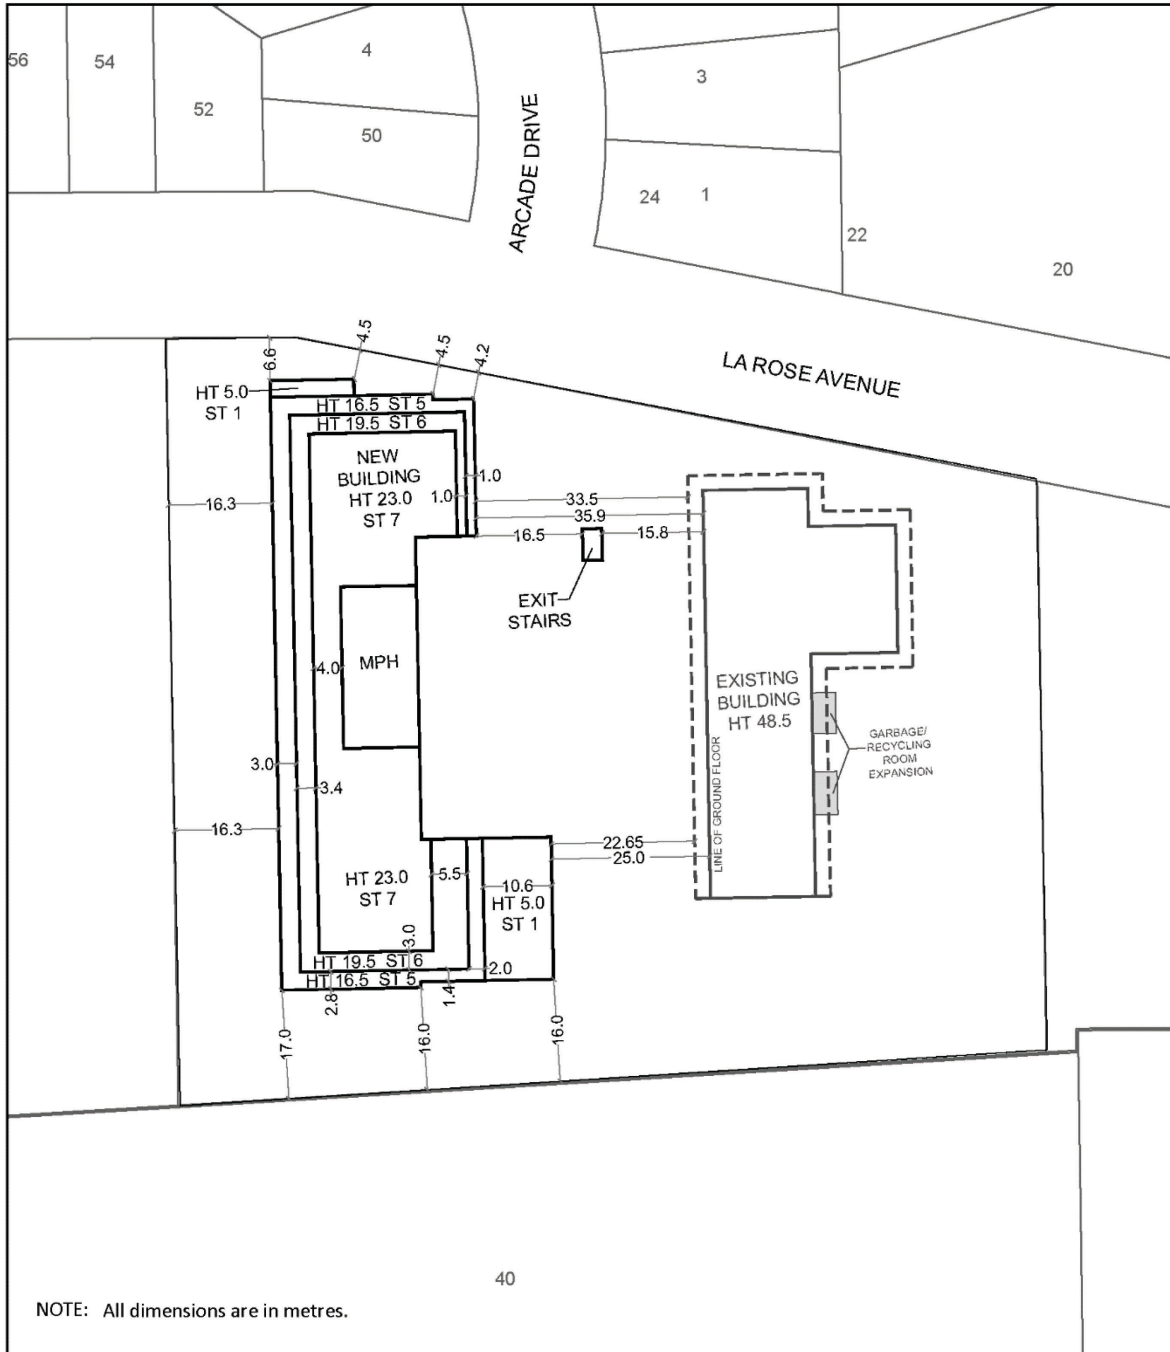 56
54
52
4
50
3
24
1
22
20
ARCADE DRIVE
LA ROSE AVENUE
6.6
4.5
4.5
4.2
HT 5.0
ST 1
HT 16.5 ST 5
HT 19.5 ST 6
NEW
BUILDING
HT 23.0
ST 7
1.0
1.0
16.3
33.5
35.9
16.5
15.8
EXIT
STAIRS
MPH
4.0
EXISTING
BUILDING
HT 48.5
LINE OF GROUND FLOOR
GARBAGE/
RECYCLING
ROOM
EXPANSION
3.0
3.4
16.3
22.65
25.0
HT 23.0
ST 7
5.5
10.6
HT 5.0
ST 1
3.0
HT 19.5 ST 6
HT 16.5 ST 5
2.0
2.8
1.4
17.0
16.0
16.0
40
NOTE: All dimensions are in metres.